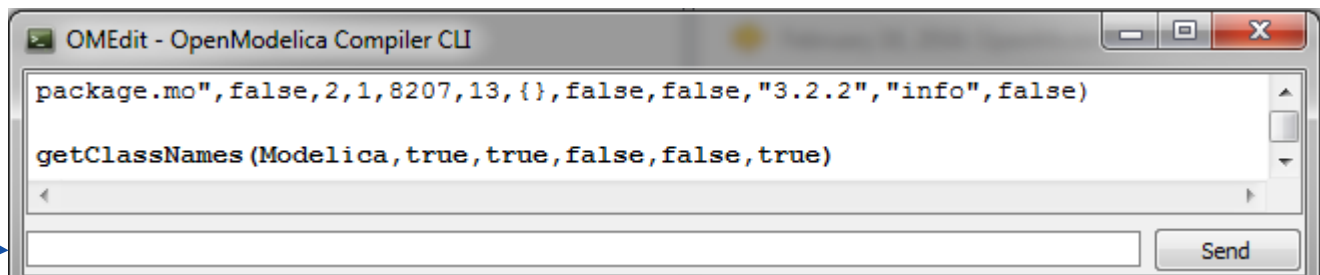 OMEdit - OpenModelica Compiler CLI
package.mo",false,2,1,8207,13,{},false,false,"3.2.2","info",false)
getClassNames(Modelica,true,true,false,false,true)
Send